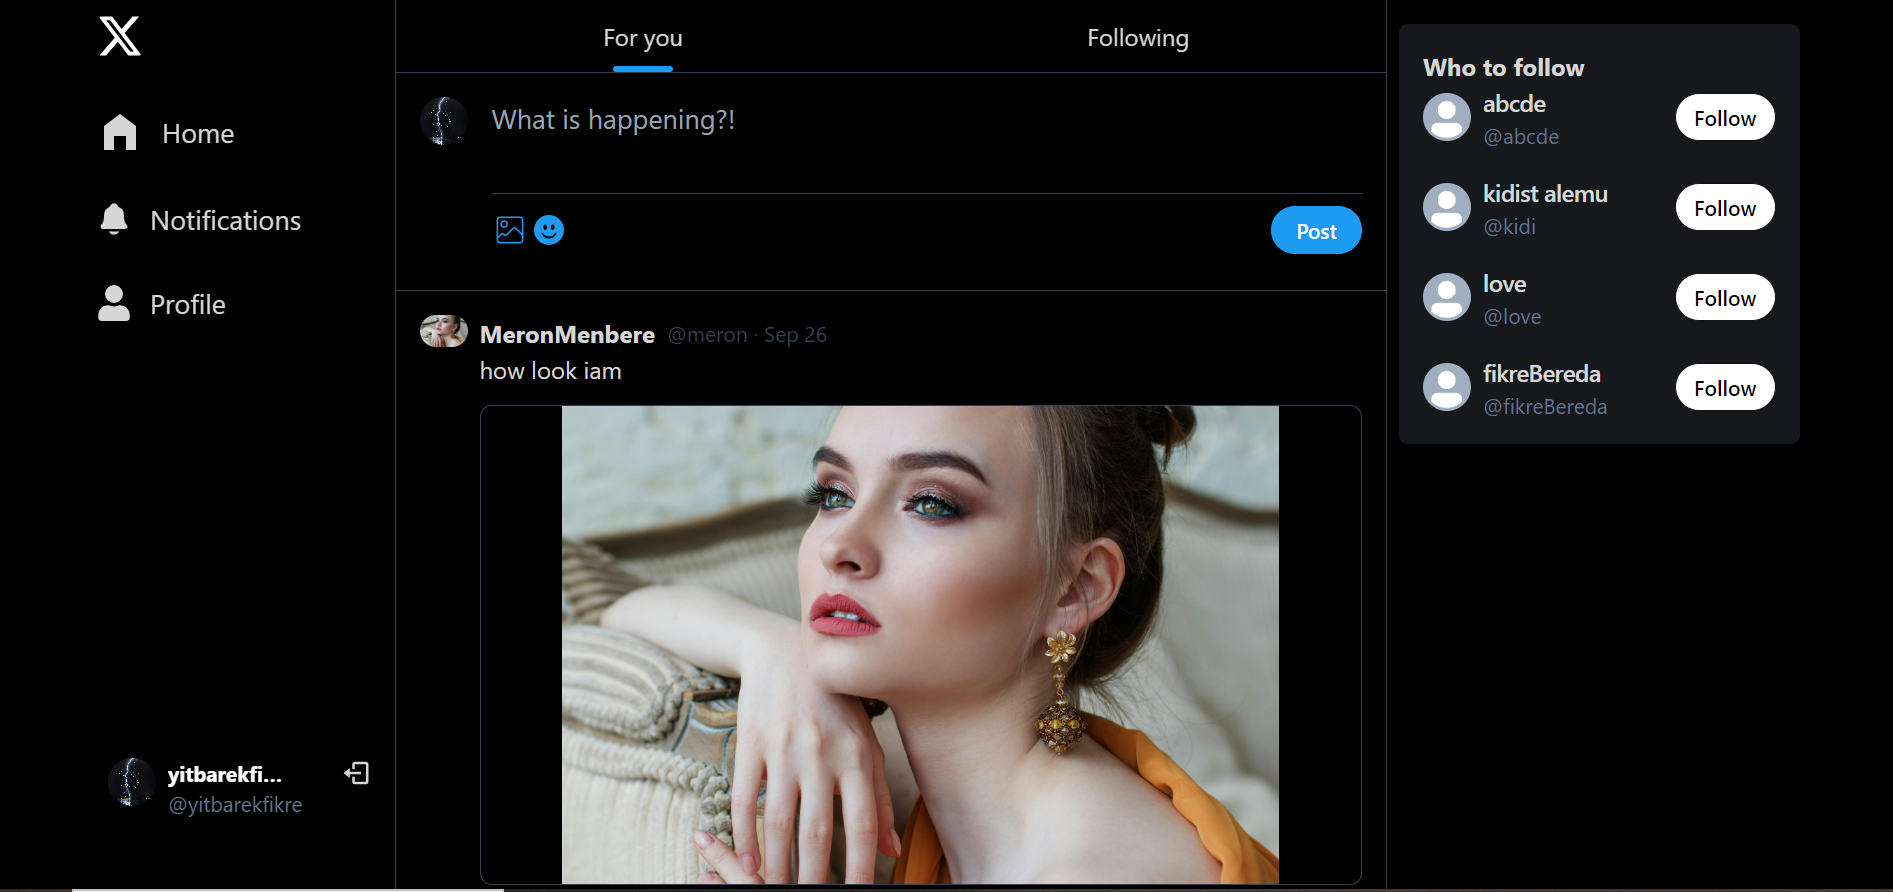 Home
Notifications
Profile
yitbarekfi...
@yitbarekfikre
For you
Following
What is happening?!
Post
MeronMenbere @meron · Sep 26
how look iam
Who to follow
abcde
@abcde
Follow
kidist alemu
@kidi
Follow
love
@love
Follow
fikreBereda
@fikreBereda
Follow